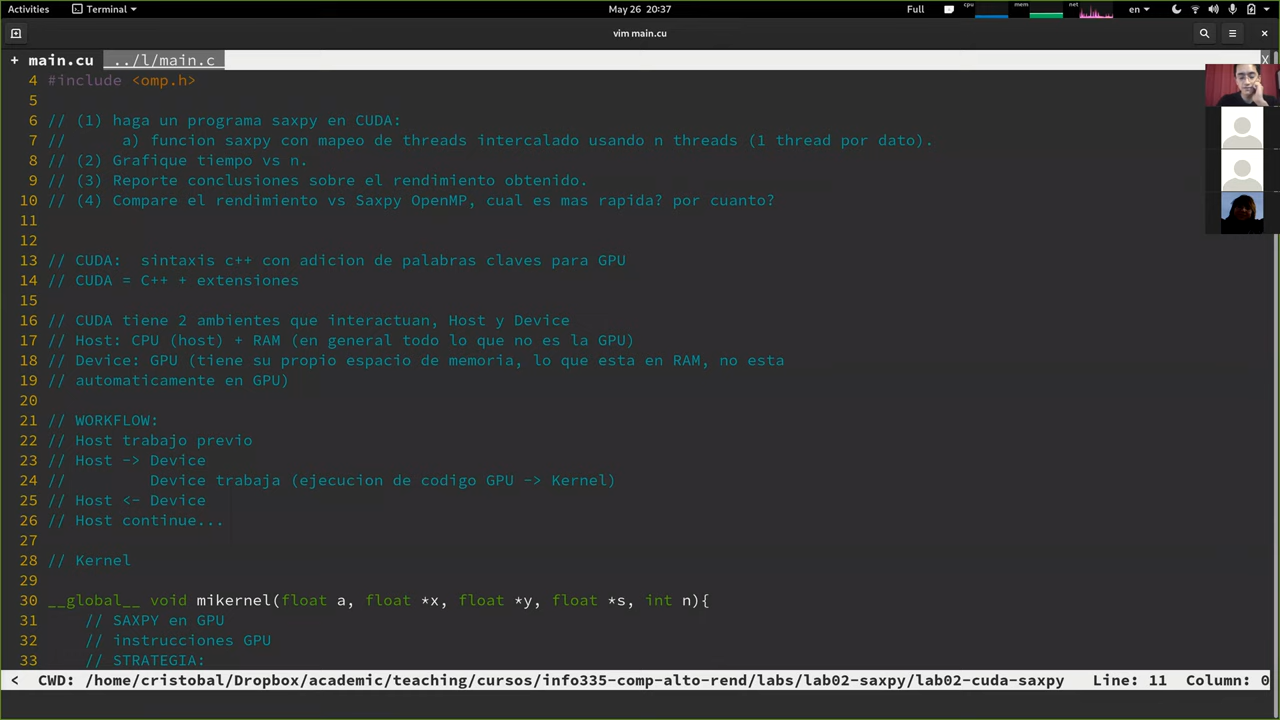 Activities Terminal May 26 20:37 Full cpu mem net en
vim main.cu
+ main.cu ../l/main.c X
4 #include <omp.h>
5
6 // (1) haga un programa saxpy en CUDA:
7 // a) funcion saxpy con mapeo de threads intercalado usando n threads (1 thread por dato).
8 // (2) Grafique tiempo vs n.
9 // (3) Reporte conclusiones sobre el rendimiento obtenido.
10 // (4) Compare el rendimiento vs Saxpy OpenMP, cual es mas rapida? por cuanto?
11
12
13 // CUDA: sintaxis c++ con adicion de palabras claves para GPU
14 // CUDA = C++ + extensiones
15
16 // CUDA tiene 2 ambientes que interactuan, Host y Device
17 // Host: CPU (host) + RAM (en general todo lo que no es la GPU)
18 // Device: GPU (tiene su propio espacio de memoria, lo que esta en RAM, no esta
19 // automaticamente en GPU)
20
21 // WORKFLOW:
22 // Host trabajo previo
23 // Host -> Device
24 // Device trabaja (ejecucion de codigo GPU -> Kernel)
25 // Host <- Device
26 // Host continue...
27
28 // Kernel
29
30 __global__ void mikernel(float a, float *x, float *y, float *s, int n){
31 // SAXPY en GPU
32 // instrucciones GPU
33 // STRATEGIA:
< CWD: /home/cristobal/Dropbox/academic/teaching/cursos/info335-comp-alto-rend/labs/lab02-saxpy/lab02-cuda-saxpy Line: 11 Column: 0